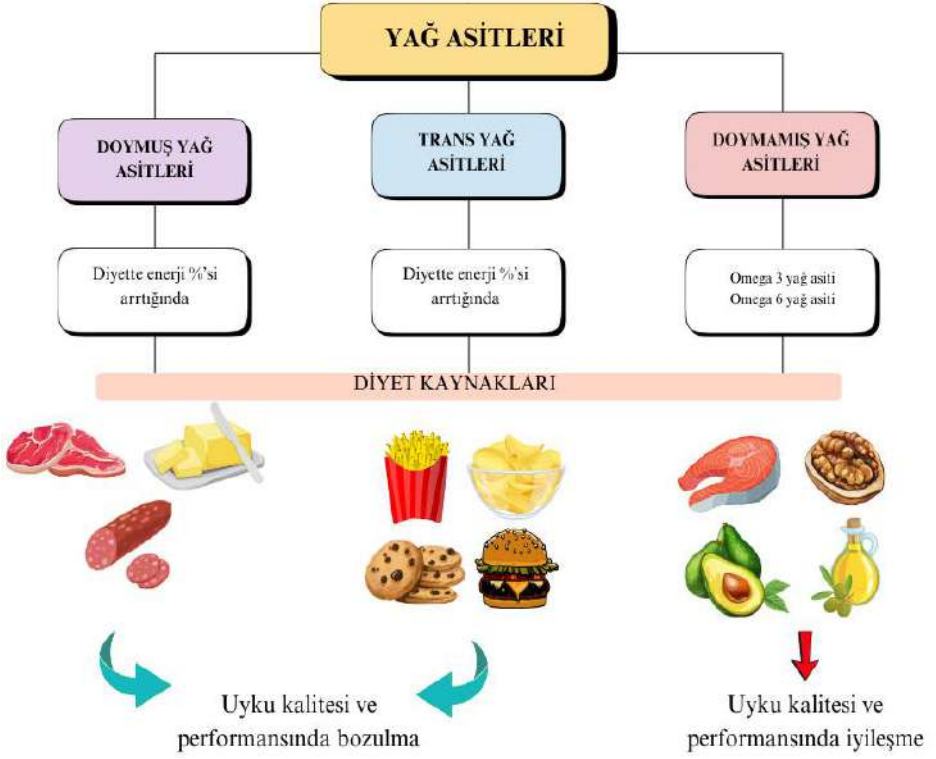 YAĞ ASİTLERİ
DOYMUŞ YAĞ
ASİTLERİ
TRANS YAĞ
ASİTLERİ
DOYMAMIŞ YAĞ
ASİTLERİ
Diyette enerji %'si
arrtığında
Diyette enerji %'si
arrtığında
Omega 3 yağ asiti
Omega 6 yağ asiti
DİYET KAYNAKLARI
Uyku kalitesi ve
performansında bozulma
Uyku kalitesi ve
performansında iyileşme